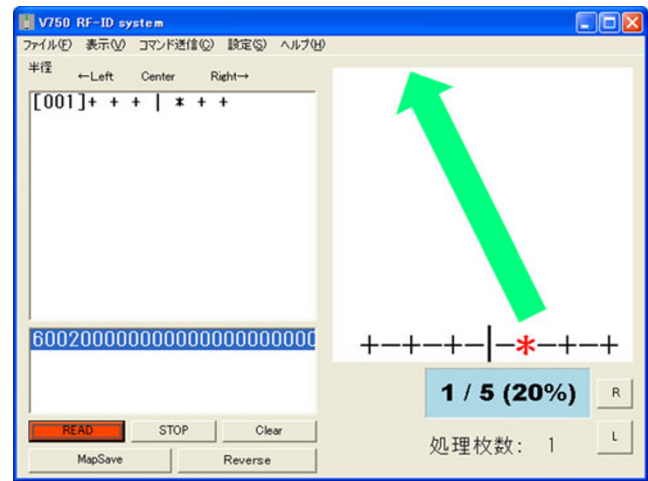 V750 RF-ID system
ファイル(F) 表示(V) コマンド送信(C) 設定(S) ヘルプ(H)
半径 ←Left Center Right→
[001]+ + + | * + +
600200000000000000000000
+-+-+-|-*-+-+
1 / 5 (20%)
R
READ STOP Clear
処理枚数: 1
L
MapSave Reverse